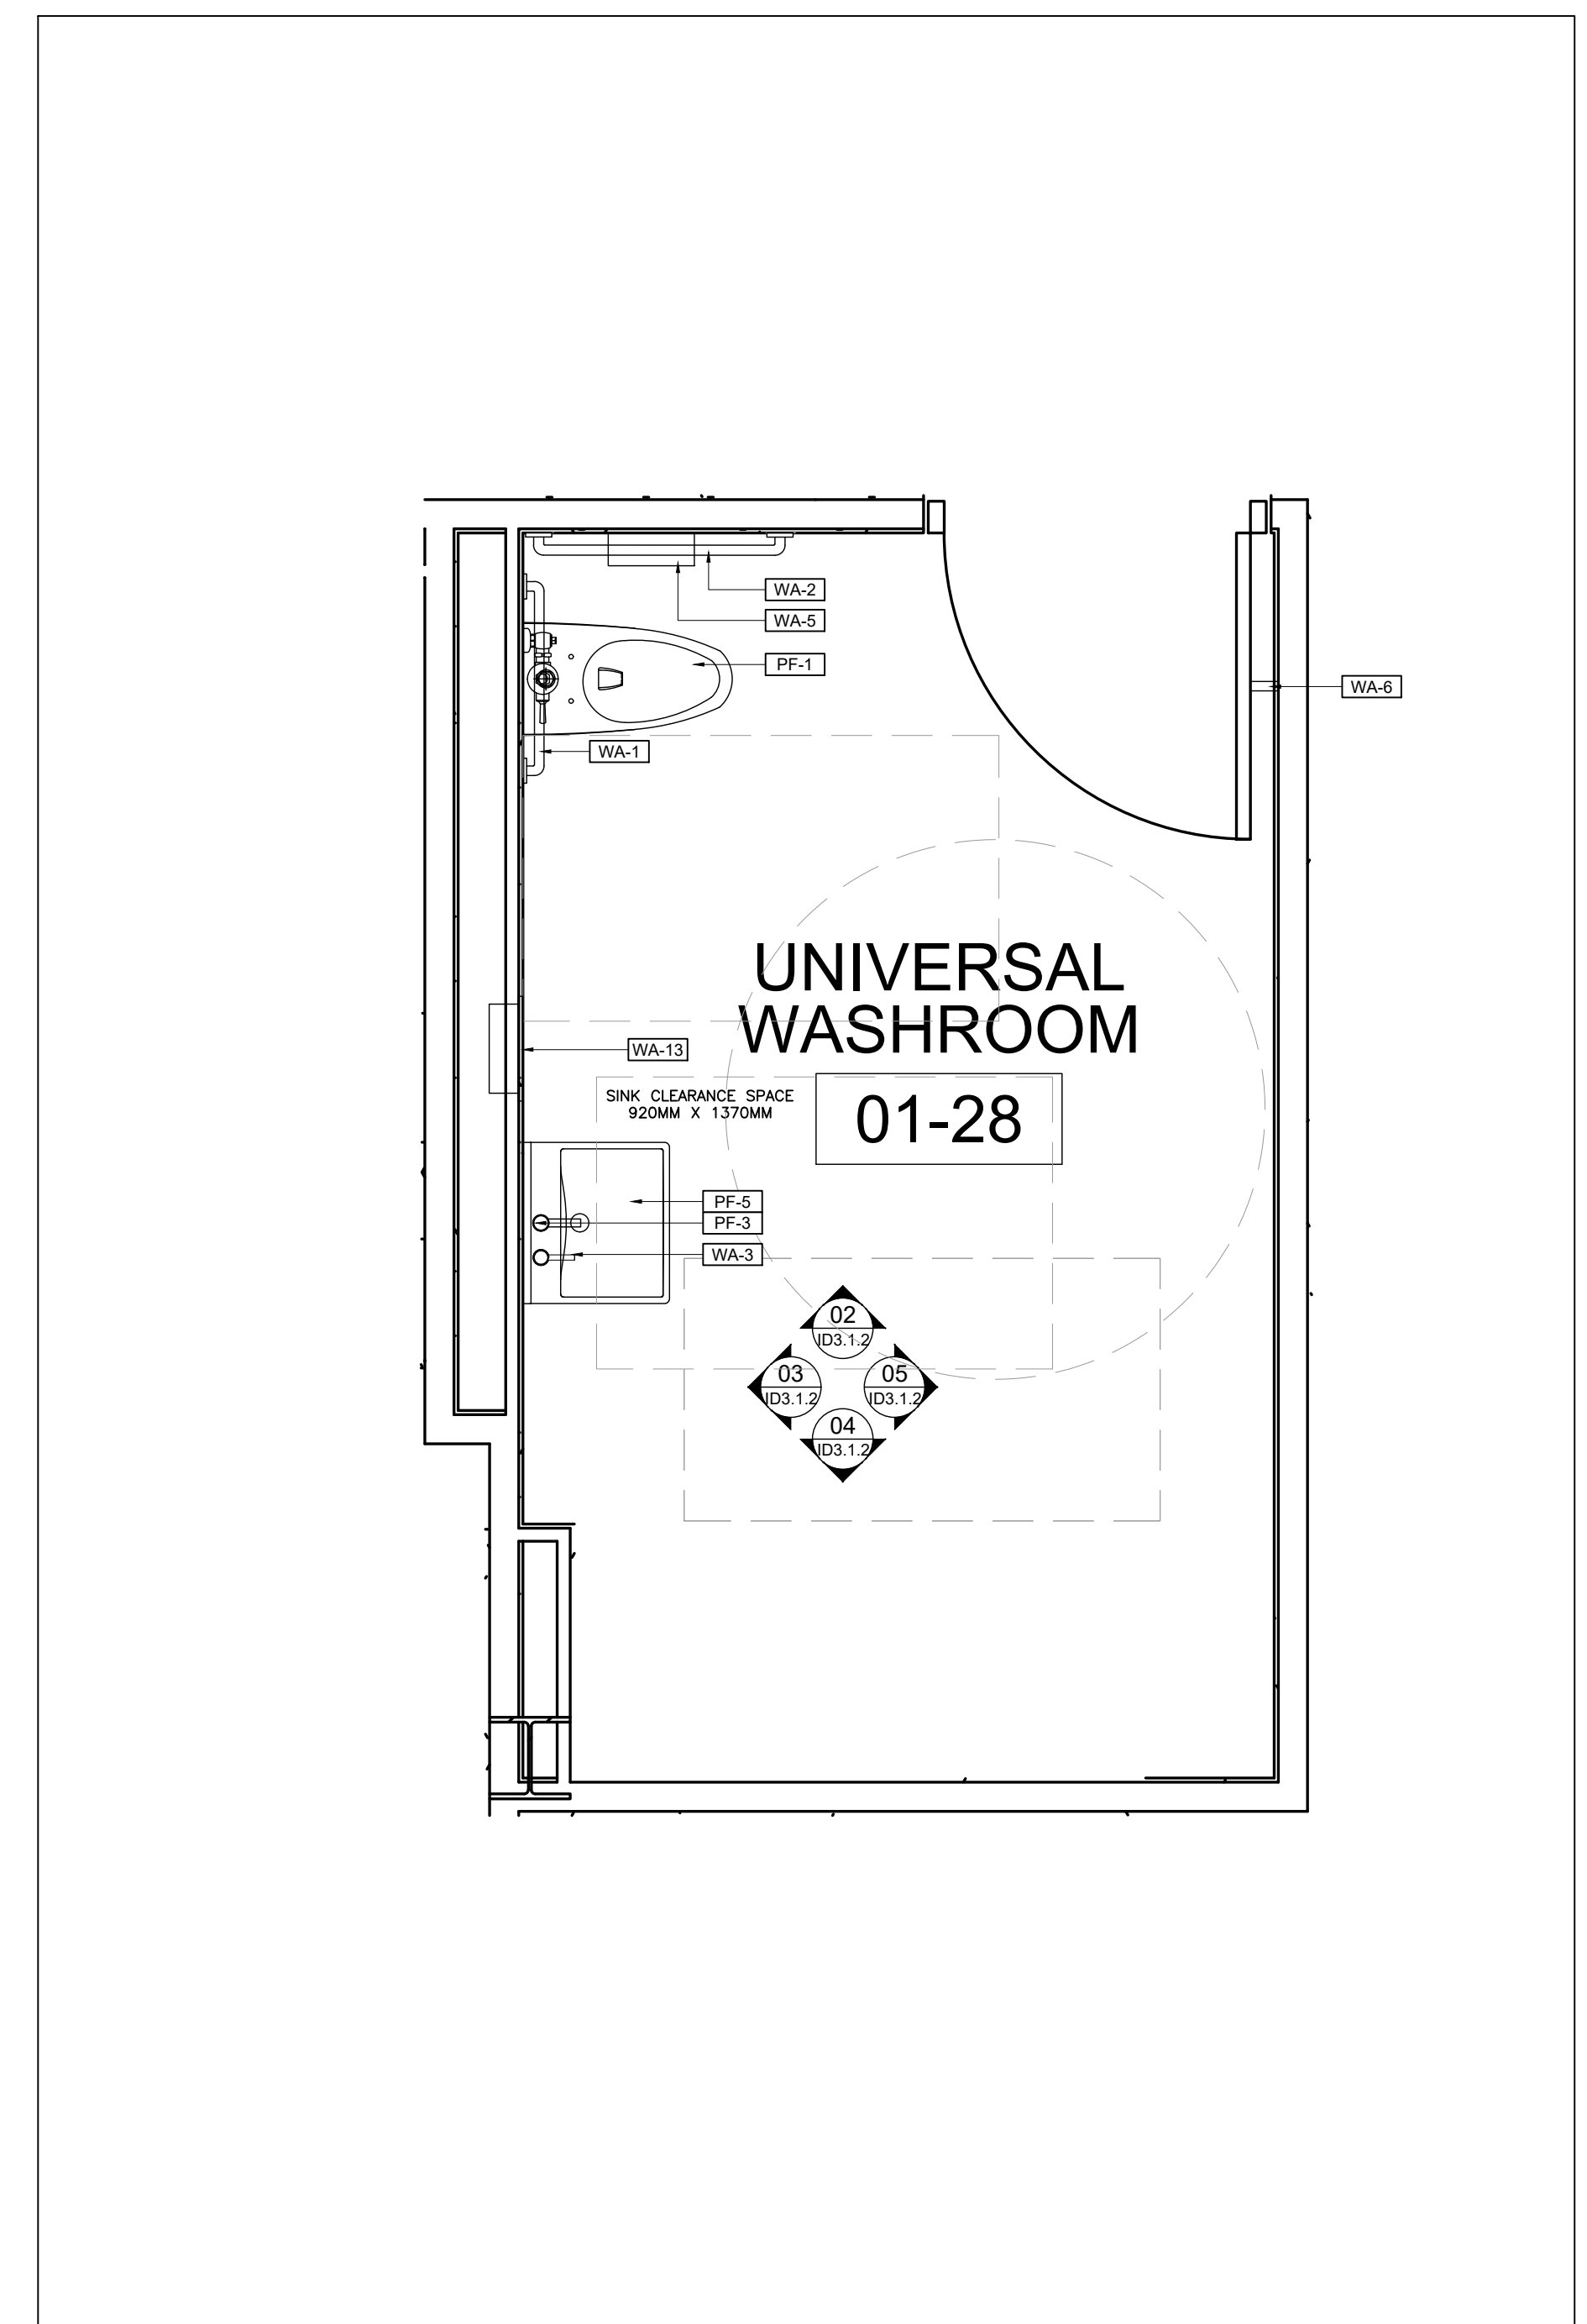 WA-2
WA-5
PF-1
WA-6
WA-1
UNIVERSAL
WASHROOM
WA-13
SINK CLEARANCE SPACE
920MM X 1370MM
01-28
PF-5
PF-3
WA-3
02
ID3.1.2
03
ID3.1.2
05
ID3.1.2
04
ID3.1.2